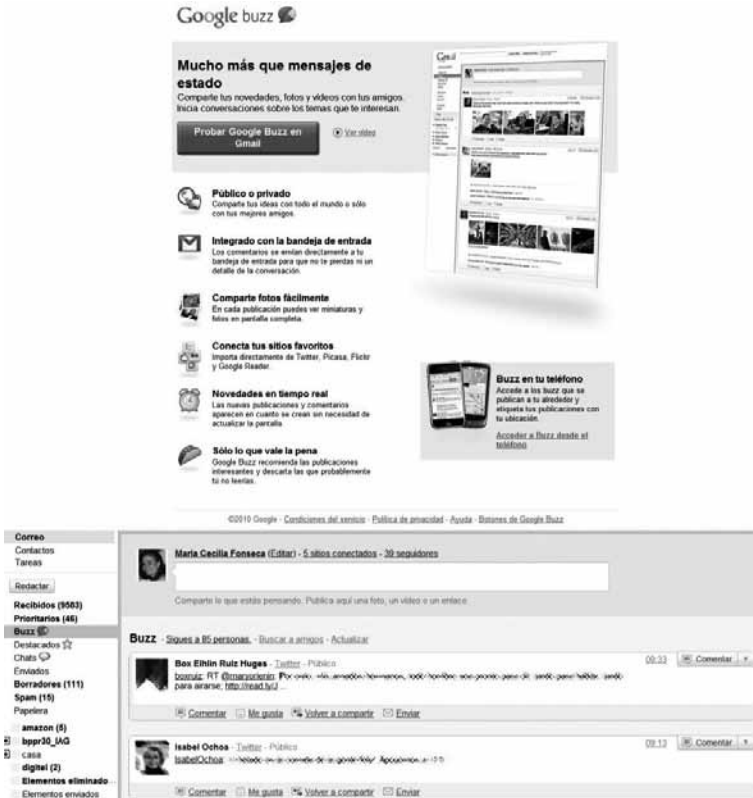 Google buzz
Mucho más que mensajes de
estado
Comparte tus novedades, fotos y vídeos con tus amigos.
Inicia conversaciones sobre los temas que te interesan.
Probar Google Buzz en
Gmail
Ver vídeo
Gmail
Público o privado
Comparte tus ideas con todo el mundo o sólo
con tus mejores amigos.
Integrado con la bandeja de entrada
Los comentarios se envían directamente a tu
bandeja de entrada para que no te pierdas ni un
detalle de la conversación.
Comparte fotos fácilmente
En cada publicación puedes ver miniaturas y
fotos en pantalla completa.
Conecta tus sitios favoritos
Importa directamente de Twitter, Picasa, Flickr
y Google Reader.
Novedades en tiempo real
Las nuevas publicaciones y comentarios
aparecen en cuanto se crean sin necesidad de
actualizar la pantalla.
Sólo lo que vale la pena
Google Buzz recomienda las publicaciones
interesantes y descarta las que probablemente
tú no leerías.
Buzz en tu teléfono
Accede a los buzz que se
publican a tu alrededor y
etiqueta tus publicaciones con
tu ubicación.
Acceder a Buzz desde el
teléfono
©2010 Google - Condiciones del servicio - Política de privacidad - Ayuda - Botones de Google Buzz
Correo
Contactos
Tareas
Redactar
Recibidos (9583)
Prioritarios (46)
Buzz
Destacados
Chats
Enviados
Borradores (111)
Spam (15)
Papelera
amazon (5)
bppr30_IAG
casa
digitel (2)
Elementos eliminado
Elementos enviados
Maria Cecilia Fonseca (Editar) - 5 sitios conectados - 39 seguidores
Comparte lo que estás pensando. Publica aquí una foto, un vídeo o un enlace.
Buzz - Sigues a 85 personas. - Buscar a amigos - Actualizar
Box Eihlin Ruiz Huges - Twitter - Público
09:33 Comentar
boxruiz: RT @maryorienin:
para airarse; http://read.ly/J ...
Comentar Me gusta Volver a compartir Enviar
Isabel Ochoa - Twitter - Público
09:13 Comentar
IsabelOchoa:
Comentar Me gusta Volver a compartir Enviar